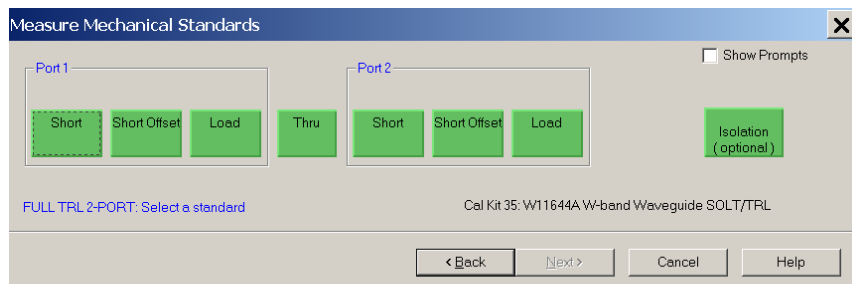 Measure Mechanical Standards
Show Prompts
Port 1
Port 2
Short Short Offset Load Thru Short Short Offset Load
Isolation
(optional)
FULL TRL 2-PORT: Select a standard
Cal Kit 35: W11644A W-band Waveguide SOLT/TRL
< Back Next > Cancel Help